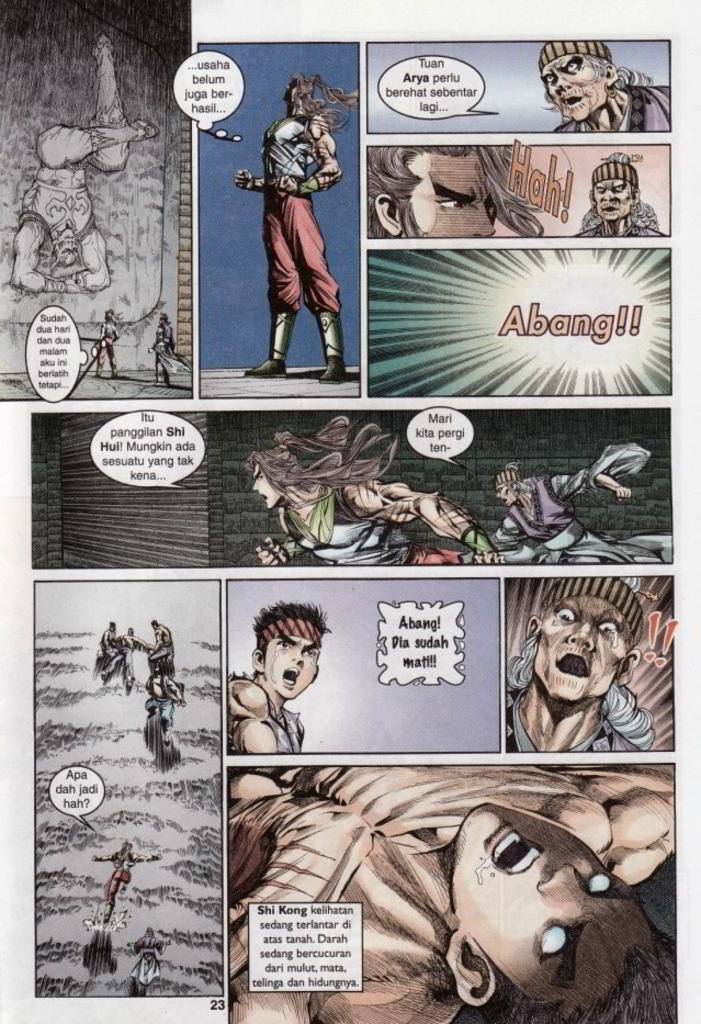 Sudah
dua hari
dan dua
malam
aku ini
berlatih
tetapi...
...usaha
belum
juga ber-
hasil...
Tuan
Arya perlu
berehat sebentar
lagi...
Hah!
Abang!!
Itu
panggilan Shi
Hui! Mungkin ada
sesuatu yang tak
kena...
Mari
kita pergi
ten-
Apa
dah jadi
hah?
Abang!
Dia sudah
mati!!
!!
Shi Kong kelihatan
sedang terlantar di
atas tanah. Darah
sedang bercucuran
dari mulut, mata,
telinga dan hidungnya.
23